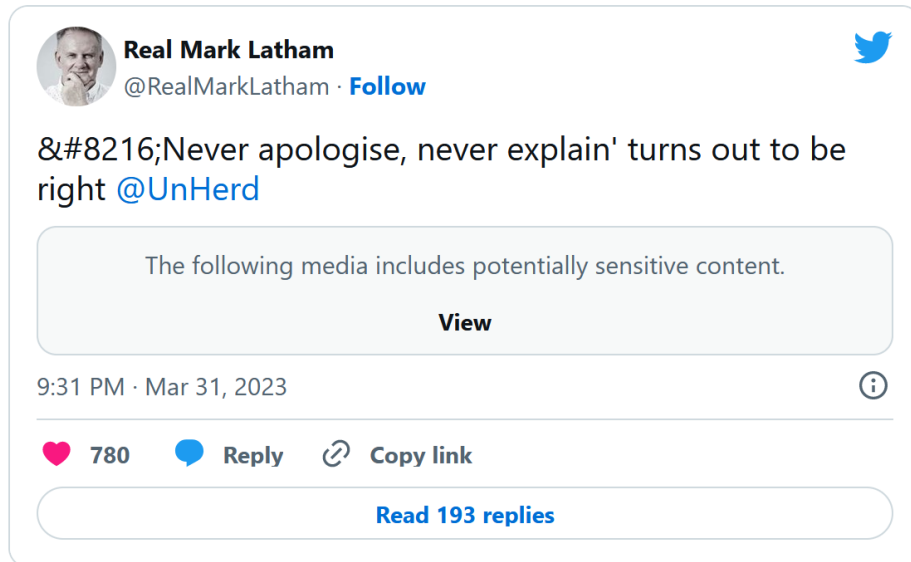 Real Mark Latham
@RealMarkLatham · Follow
&#8216;Never apologise, never explain' turns out to be
right @UnHerd
The following media includes potentially sensitive content.
View
9:31 PM · Mar 31, 2023
780 Reply Copy link
Read 193 replies